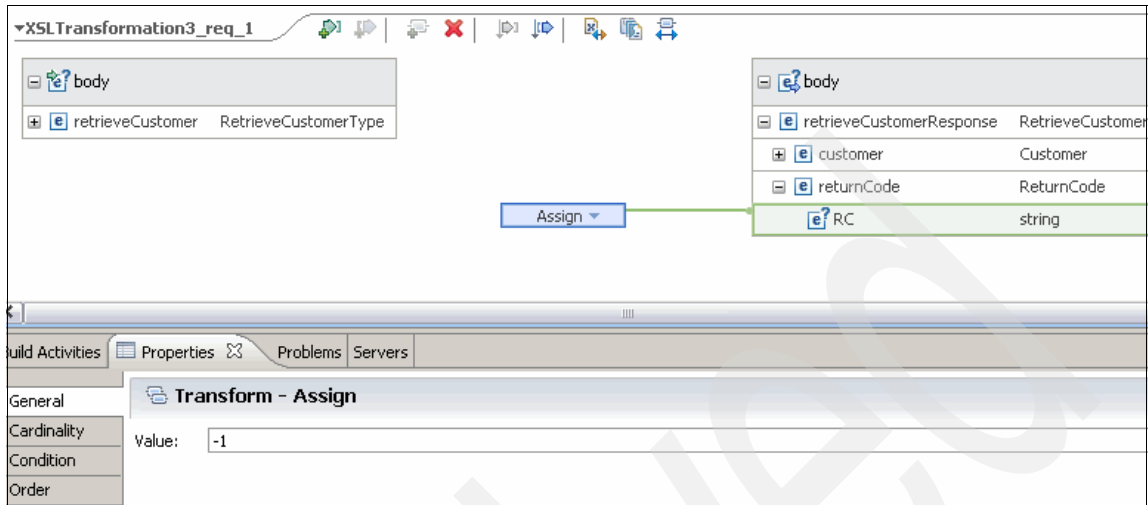 XSLTransformation3_req_1
body
body
retrieveCustomer RetrieveCustomerType
retrieveCustomerResponse RetrieveCustomer
customer Customer
returnCode ReturnCode
Assign
RC string
uild Activities Properties Problems Servers
General
Transform - Assign
Cardinality
Value: -1
Condition
Order